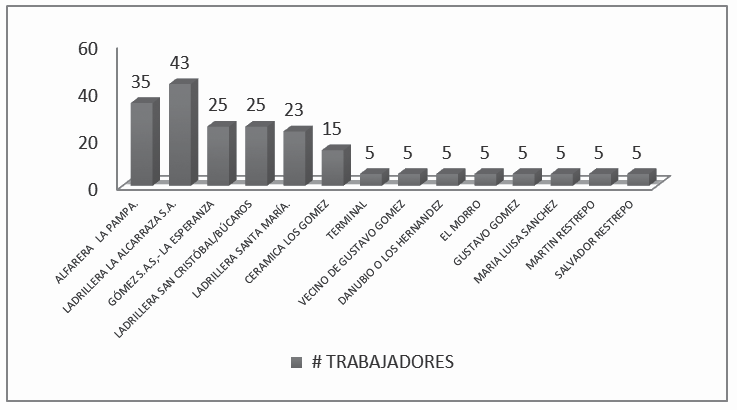 60
40
20
0
35
43
25
25
23
15
5
5
5
5
5
5
5
5
ALFARERA LA PAMPA.
LADRILLERA LA ALCARRAZA S.A.
GÓMEZ S.A.S,- LA ESPERANZA
LADRILLERA SAN CRISTÓBAL/BÚCAROS
LADRILLERA SANTA MARÍA.
CERAMICA LOS GOMEZ
TERMINAL
VECINO DE GUSTAVO GOMEZ
DANUBIO O LOS HERNANDEZ
EL MORRO
GUSTAVO GOMEZ
MARIA LUISA SANCHEZ
MARTIN RESTREPO
SALVADOR RESTREPO
# TRABAJADORES